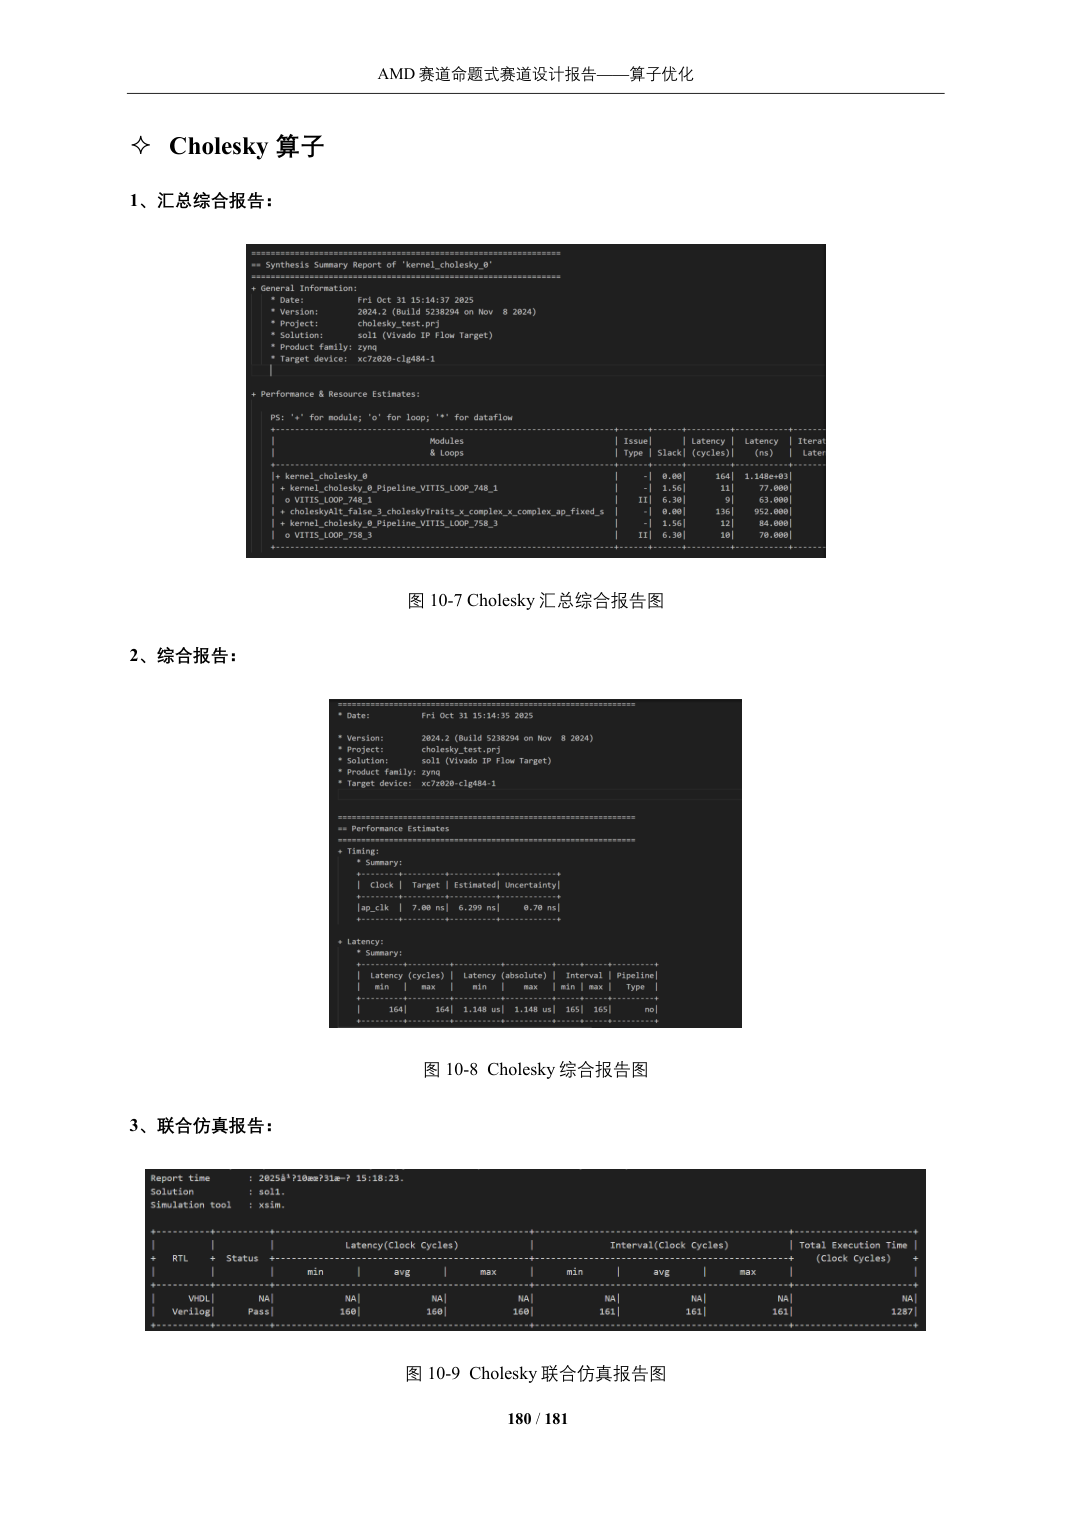 AMD 赛道命题式赛道设计报告——算子优化
✧ Cholesky 算子
1、汇总综合报告：
================================================================
== Synthesis Summary Report of 'kernel_cholesky_0'
================================================================
+ General Information:
* Date: Fri Oct 31 15:14:37 2025
* Version: 2024.2 (Build 5238294 on Nov 8 2024)
* Project: cholesky_test.prj
* Solution: sol1 (Vivado IP Flow Target)
* Product family: zynq
* Target device: xc7z020-clg484-1
+ Performance & Resource Estimates:
PS: '+' for module; 'o' for loop; '*' for dataflow
| Modules | Issue| | Latency | Latency | Iterat
| & Loops | Type | Slack| (cycles)| (ns) | Later
|+ kernel_cholesky_0 | -| 0.00| 164| 1.148e+03|
| + kernel_cholesky_0_Pipeline_VITIS_LOOP_748_1 | -| 1.56| 11| 77.000|
| o VITIS_LOOP_748_1 | II| 6.30| 9| 63.000|
| + choleskyAlt_false_3_choleskyTraits_x_complex_x_complex_ap_fixed_s | -| 0.00| 136| 952.000|
| + kernel_cholesky_0_Pipeline_VITIS_LOOP_758_3 | -| 1.56| 12| 84.000|
| o VITIS_LOOP_758_3 | II| 6.30| 10| 70.000|
图 10-7 Cholesky 汇总综合报告图
2、综合报告：
================================================================
* Date: Fri Oct 31 15:14:35 2025
* Version: 2024.2 (Build 5238294 on Nov 8 2024)
* Project: cholesky_test.prj
* Solution: sol1 (Vivado IP Flow Target)
* Product family: zynq
* Target device: xc7z020-clg484-1
================================================================
== Performance Estimates
================================================================
+ Timing:
* Summary:
| Clock | Target | Estimated| Uncertainty|
|ap_clk | 7.00 ns| 6.299 ns| 0.70 ns|
+ Latency:
* Summary:
| Latency (cycles) | Latency (absolute) | Interval | Pipeline|
| min | max | min | max | min | max | Type |
| 164| 164| 1.148 us| 1.148 us| 165| 165| no|
图 10-8 Cholesky 综合报告图
3、联合仿真报告：
Report time : 2025å¹?10æœ?31æ—? 15:18:23.
Solution : sol1.
Simulation tool : xsim.
| | | Latency(Clock Cycles) | Interval(Clock Cycles) | Total Execution Time |
+ RTL + Status + (Clock Cycles) +
| | | min | avg | max | min | avg | max | |
| VHDL| NA| NA| NA| NA| NA| NA| NA| NA|
| Verilog| Pass| 160| 160| 160| 161| 161| 161| 1287|
图 10-9 Cholesky 联合仿真报告图
180 / 181